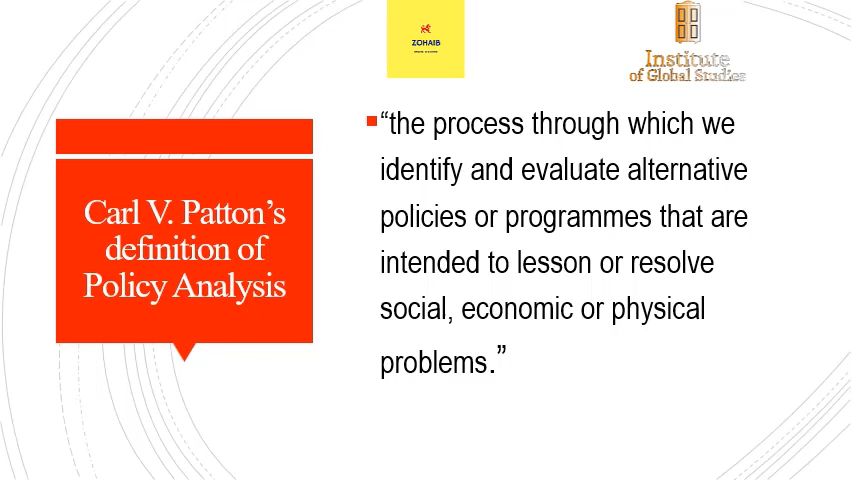 ZOHAIB
Institute
of Global Studies
Carl V. Patton’s
definition of
Policy Analysis
“the process through which we
identify and evaluate alternative
policies or programmes that are
intended to lesson or resolve
social, economic or physical
problems.”